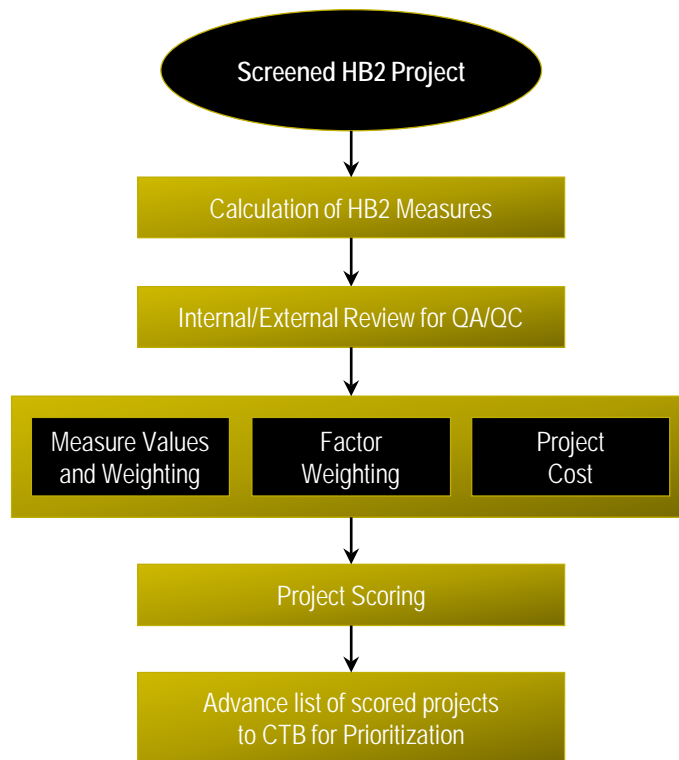 Screened HB2 Project
Calculation of HB2 Measures
Internal/External Review for QA/QC
Measure Values
and Weighting
Factor
Weighting
Project
Cost
Project Scoring
Advance list of scored projects
to CTB for Prioritization